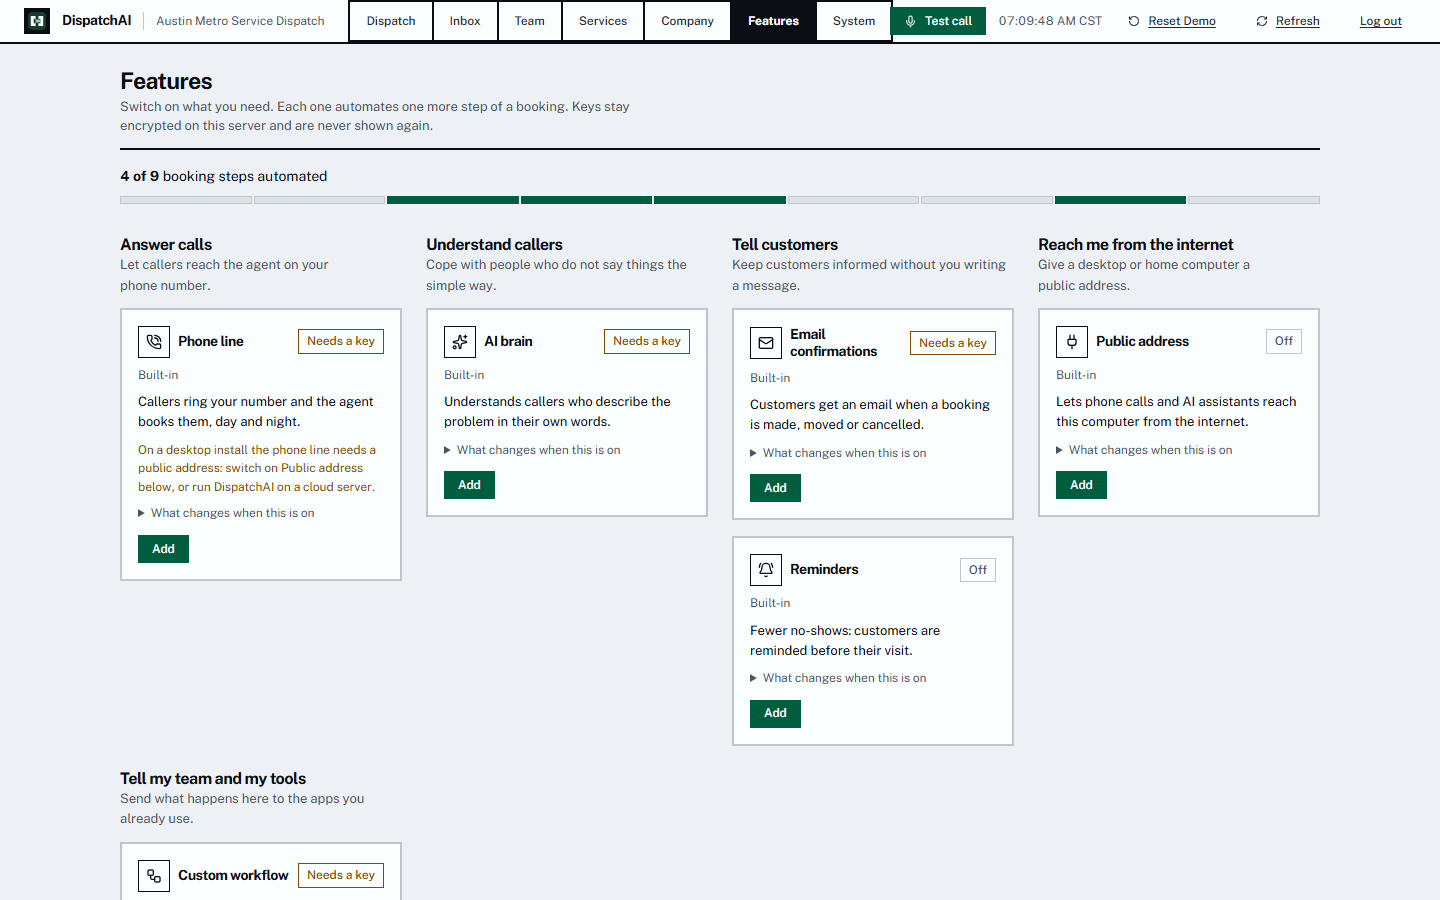 DispatchAI
Austin Metro Service Dispatch
Dispatch
Inbox
Team
Services
Company
Features
System
Test call
07:09:48 AM CST
Reset Demo
Refresh
Log out
Features
Switch on what you need. Each one automates one more step of a booking. Keys stay
encrypted on this server and are never shown again.
4 of 9 booking steps automated
Answer calls
Let callers reach the agent on your
phone number.
Phone line
Needs a key
Built-in
Callers ring your number and the agent
books them, day and night.
On a desktop install the phone line needs a
public address: switch on Public address
below, or run DispatchAI on a cloud server.
What changes when this is on
Add
Understand callers
Cope with people who do not say things the
simple way.
AI brain
Needs a key
Built-in
Understands callers who describe the
problem in their own words.
What changes when this is on
Add
Tell customers
Keep customers informed without you writing
a message.
Email
confirmations
Needs a key
Built-in
Customers get an email when a booking
is made, moved or cancelled.
What changes when this is on
Add
Reminders
Off
Built-in
Fewer no-shows: customers are
reminded before their visit.
What changes when this is on
Add
Reach me from the internet
Give a desktop or home computer a
public address.
Public address
Off
Built-in
Lets phone calls and AI assistants reach
this computer from the internet.
What changes when this is on
Add
Tell my team and my tools
Send what happens here to the apps you
already use.
Custom workflow
Needs a key